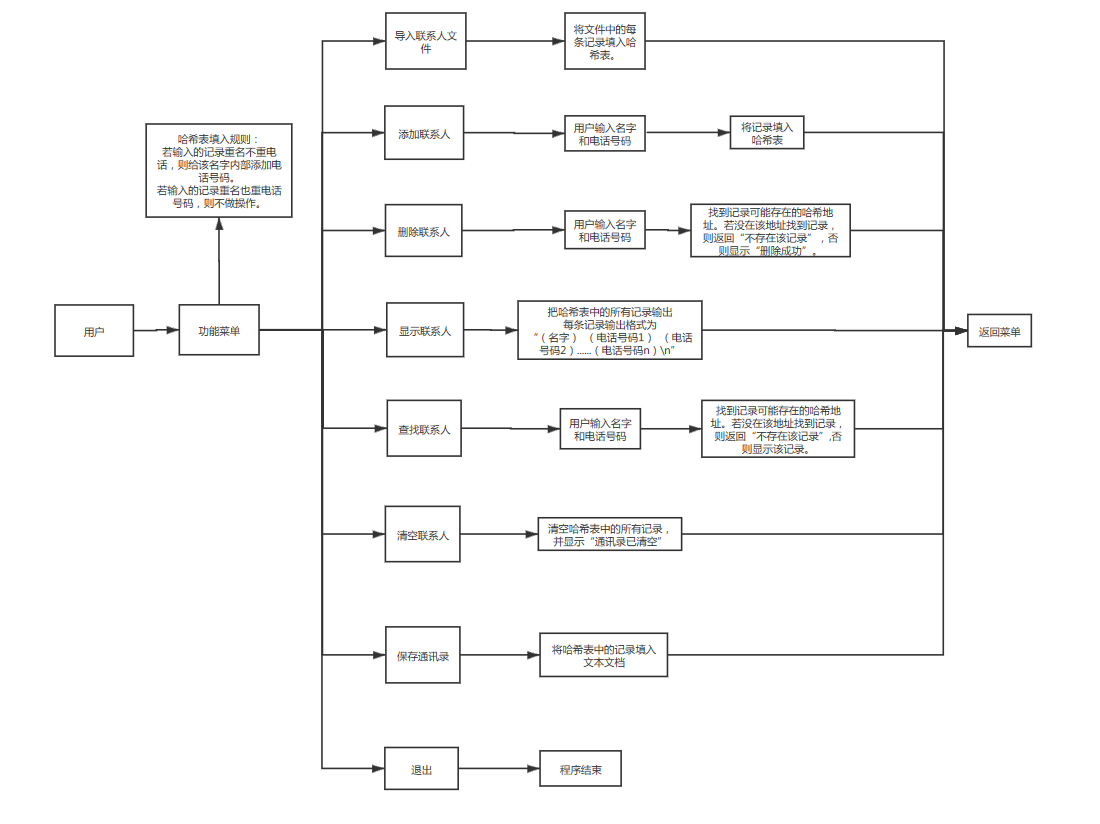 导入联系人文
件
将文件中的每
条记录填入哈
希表。
哈希表填入规则：
若输入的记录重名不重电
话，则给该名字内部添加电
话号码。
若输入的记录重名也重电话
号码，则不做操作。
添加联系人
用户输入名字
和电话号码
将记录填入
哈希表
删除联系人
用户输入名字
和电话号码
找到记录可能存在的哈希地
址。若没在该地址找到记录，
则返回“不存在该记录”，否
则显示“删除成功”。
用户
功能菜单
显示联系人
把哈希表中的所有记录输出
每条记录输出格式为
“（名字） （电话号码1） （电话
号码2）......（电话号码n）\n”
返回菜单
查找联系人
用户输入名字
和电话号码
找到记录可能存在的哈希地
址。若没在该地址找到记录，
则返回“不存在该记录”,否
则显示该记录。
清空联系人
清空哈希表中的所有记录，
并显示“通讯录已清空”
保存通讯录
将哈希表中的记录填入
文本文档
退出
程序结束